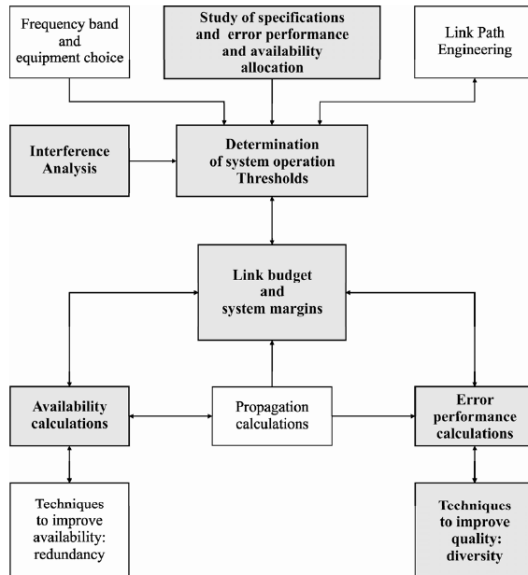 Frequency band
and
equipment choice
Study of specifications
and error performance
and availability
allocation
Link Path
Engineering
Interference
Analysis
Determination
of system operation
Thresholds
Link budget
and
system margins
Availability
calculations
Propagation
calculations
Error
performance
calculations
Techniques
to improve
availability:
redundancy
Techniques
to improve
quality:
diversity